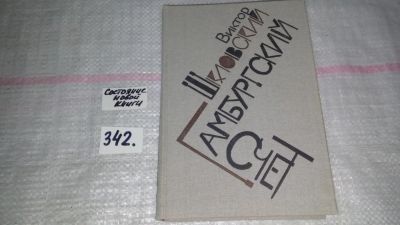 Состояние
новой
книги
342.
Виктор
Шкловский
Гамбургский
Счет